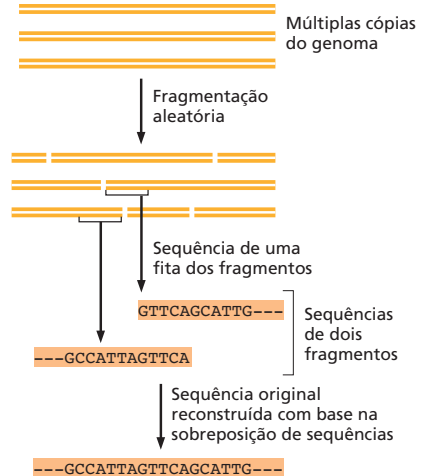 Múltiplas cópias
do genoma
Fragmentação
aleatória
Sequência de uma
fita dos fragmentos
GTTCAGCATTG---
Sequências
de dois
fragmentos
---GCCATTAGTTCA
Sequência original
reconstruída com base na
sobreposição de sequências
---GCCATTAGTTCAGCATTG---